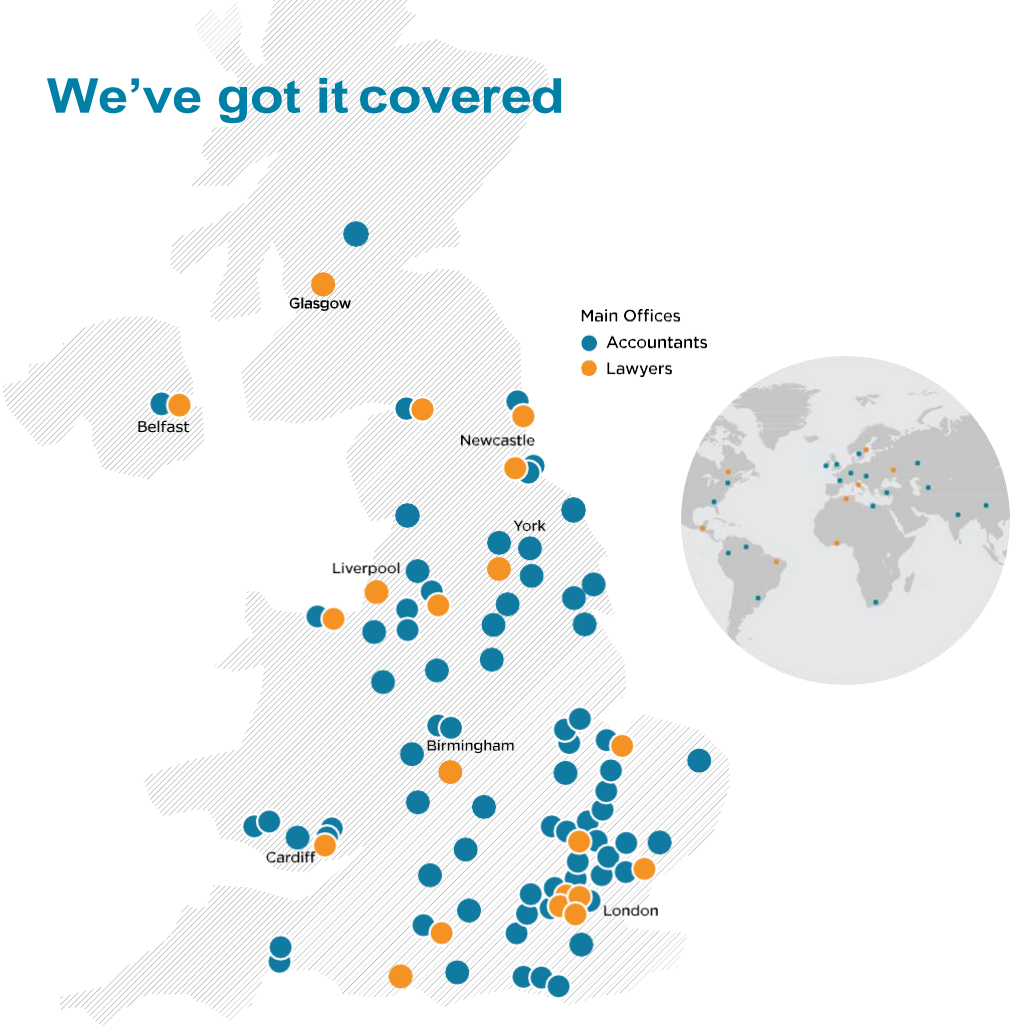 We've got it covered
Glasgow
Main Offices
Accountants
Lawyers
Belfast
Newcastle
York
Liverpool
Birmingham
Cardiff
London